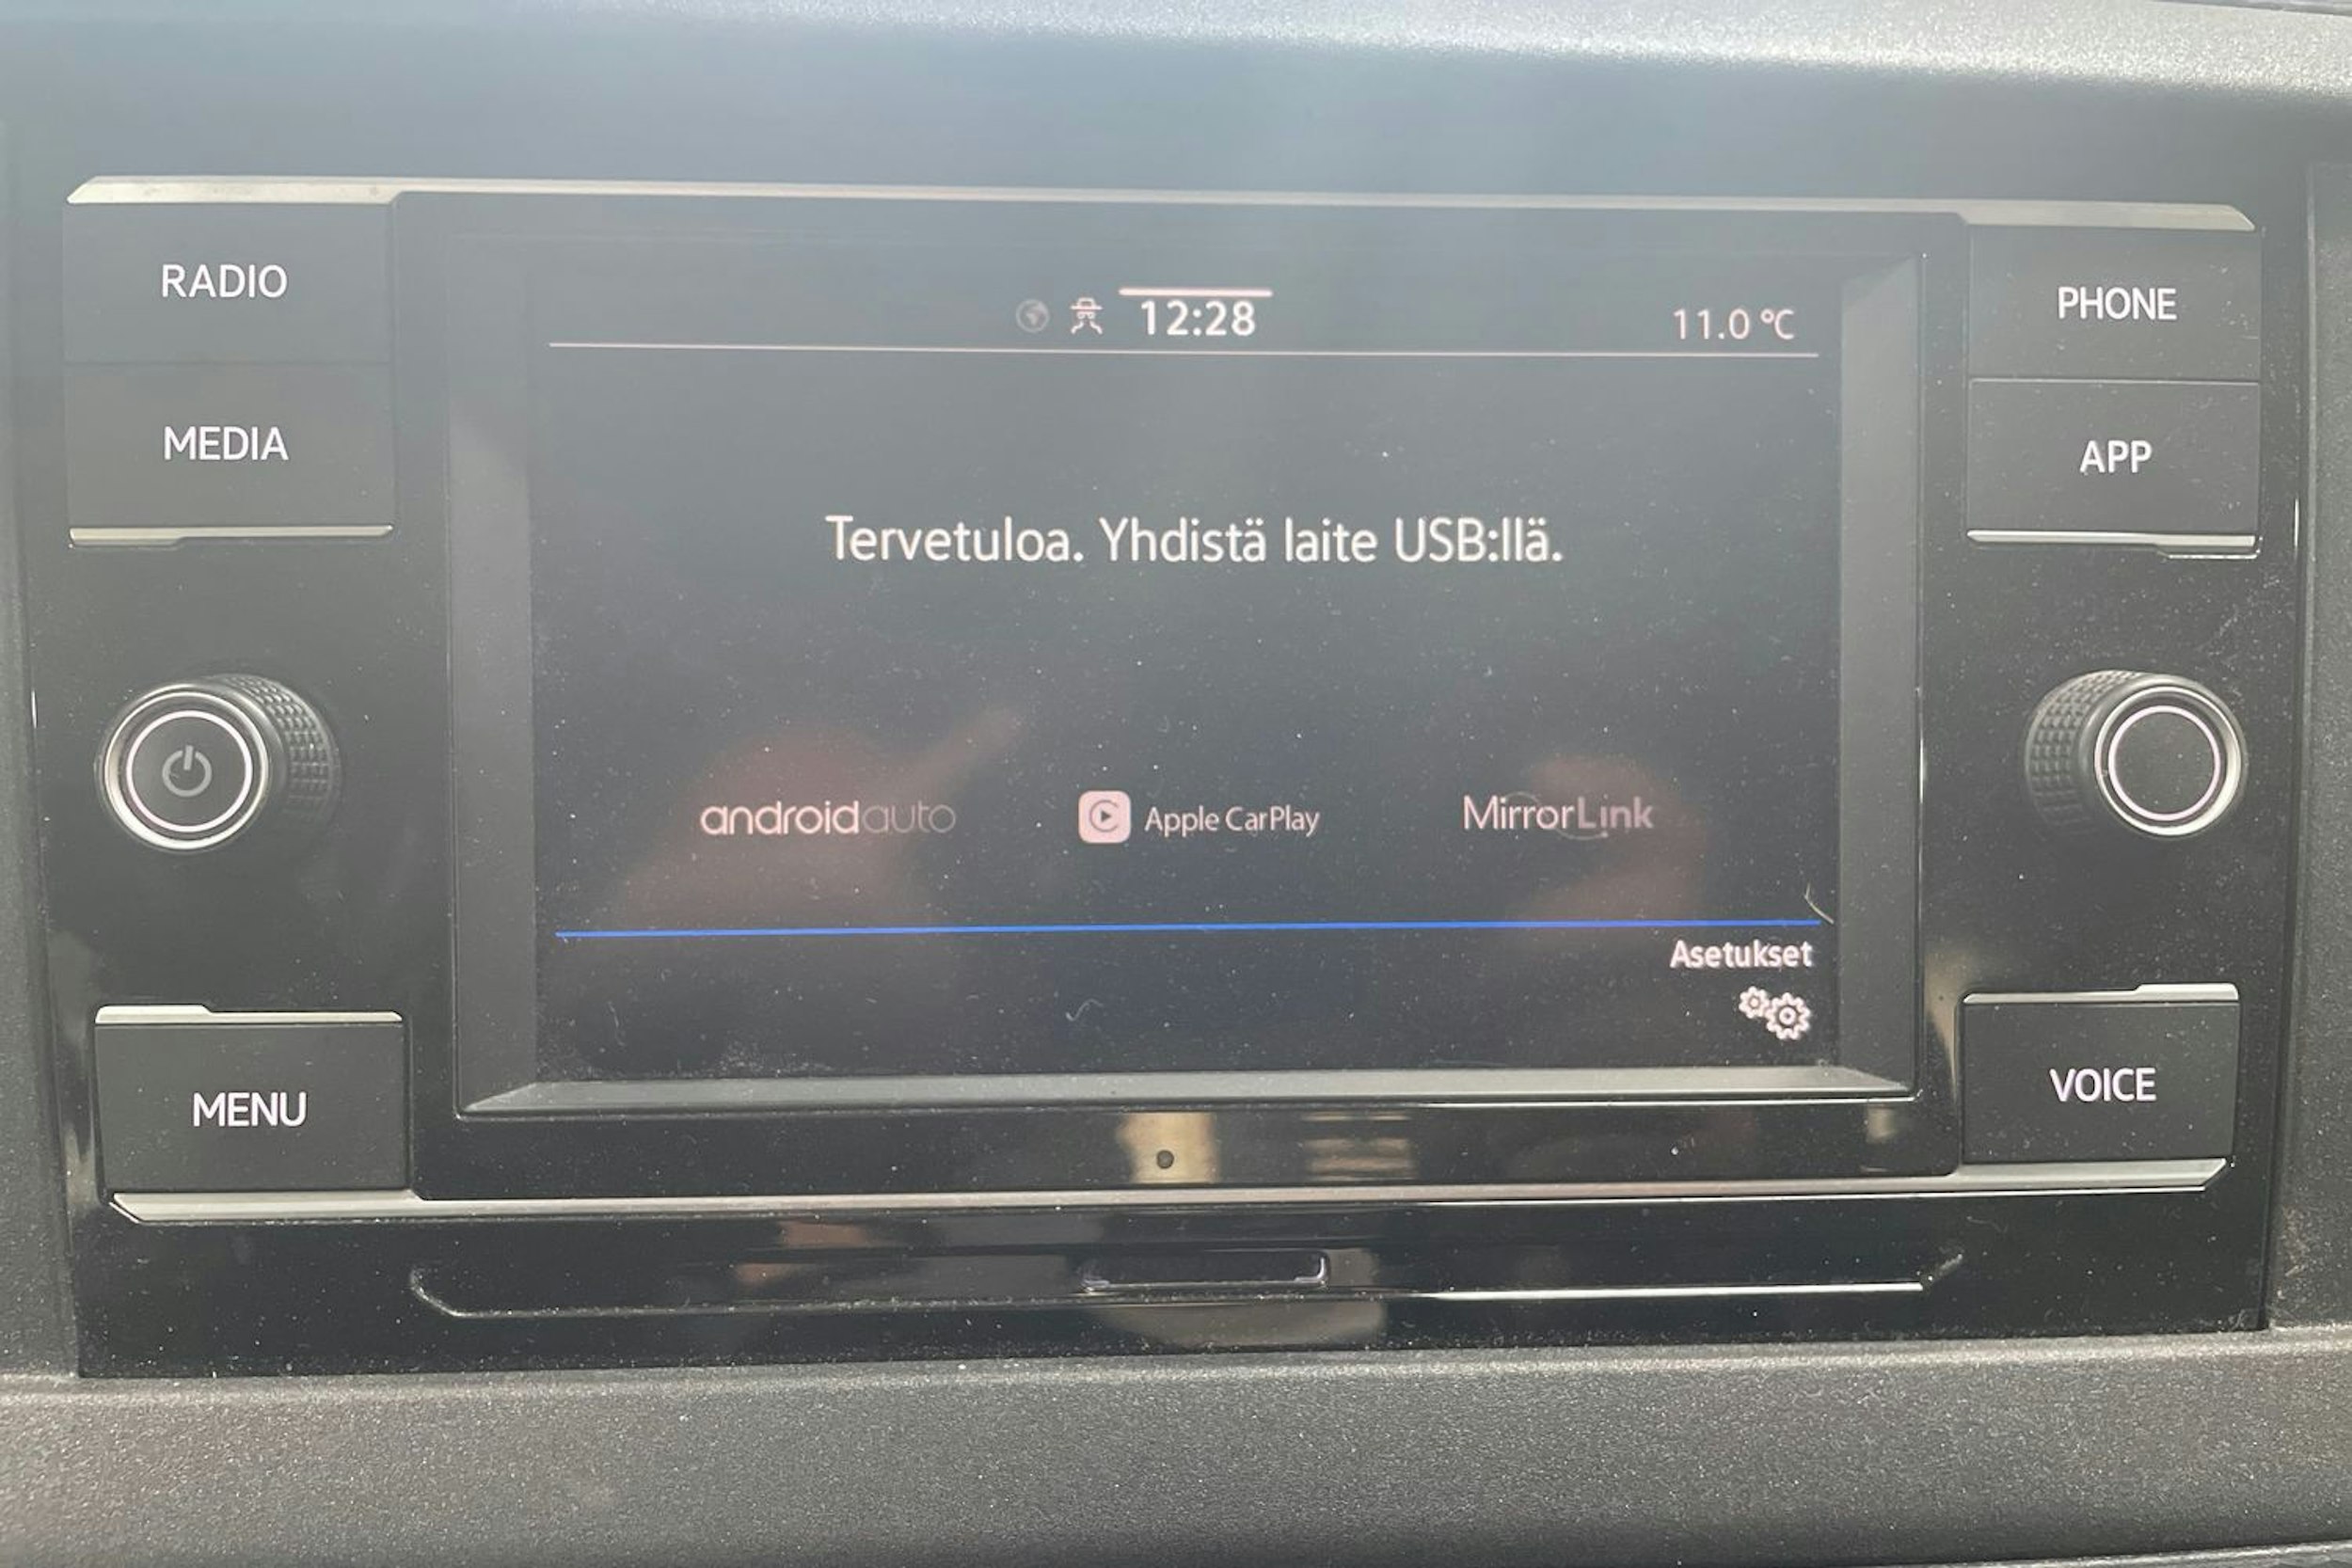 RADIO
MEDIA
MENU
12:28
11.0 °C
Tervetuloa. Yhdistä laite USB:llä.
androidauto
Apple CarPlay
MirrorLink
Asetukset
PHONE
APP
VOICE